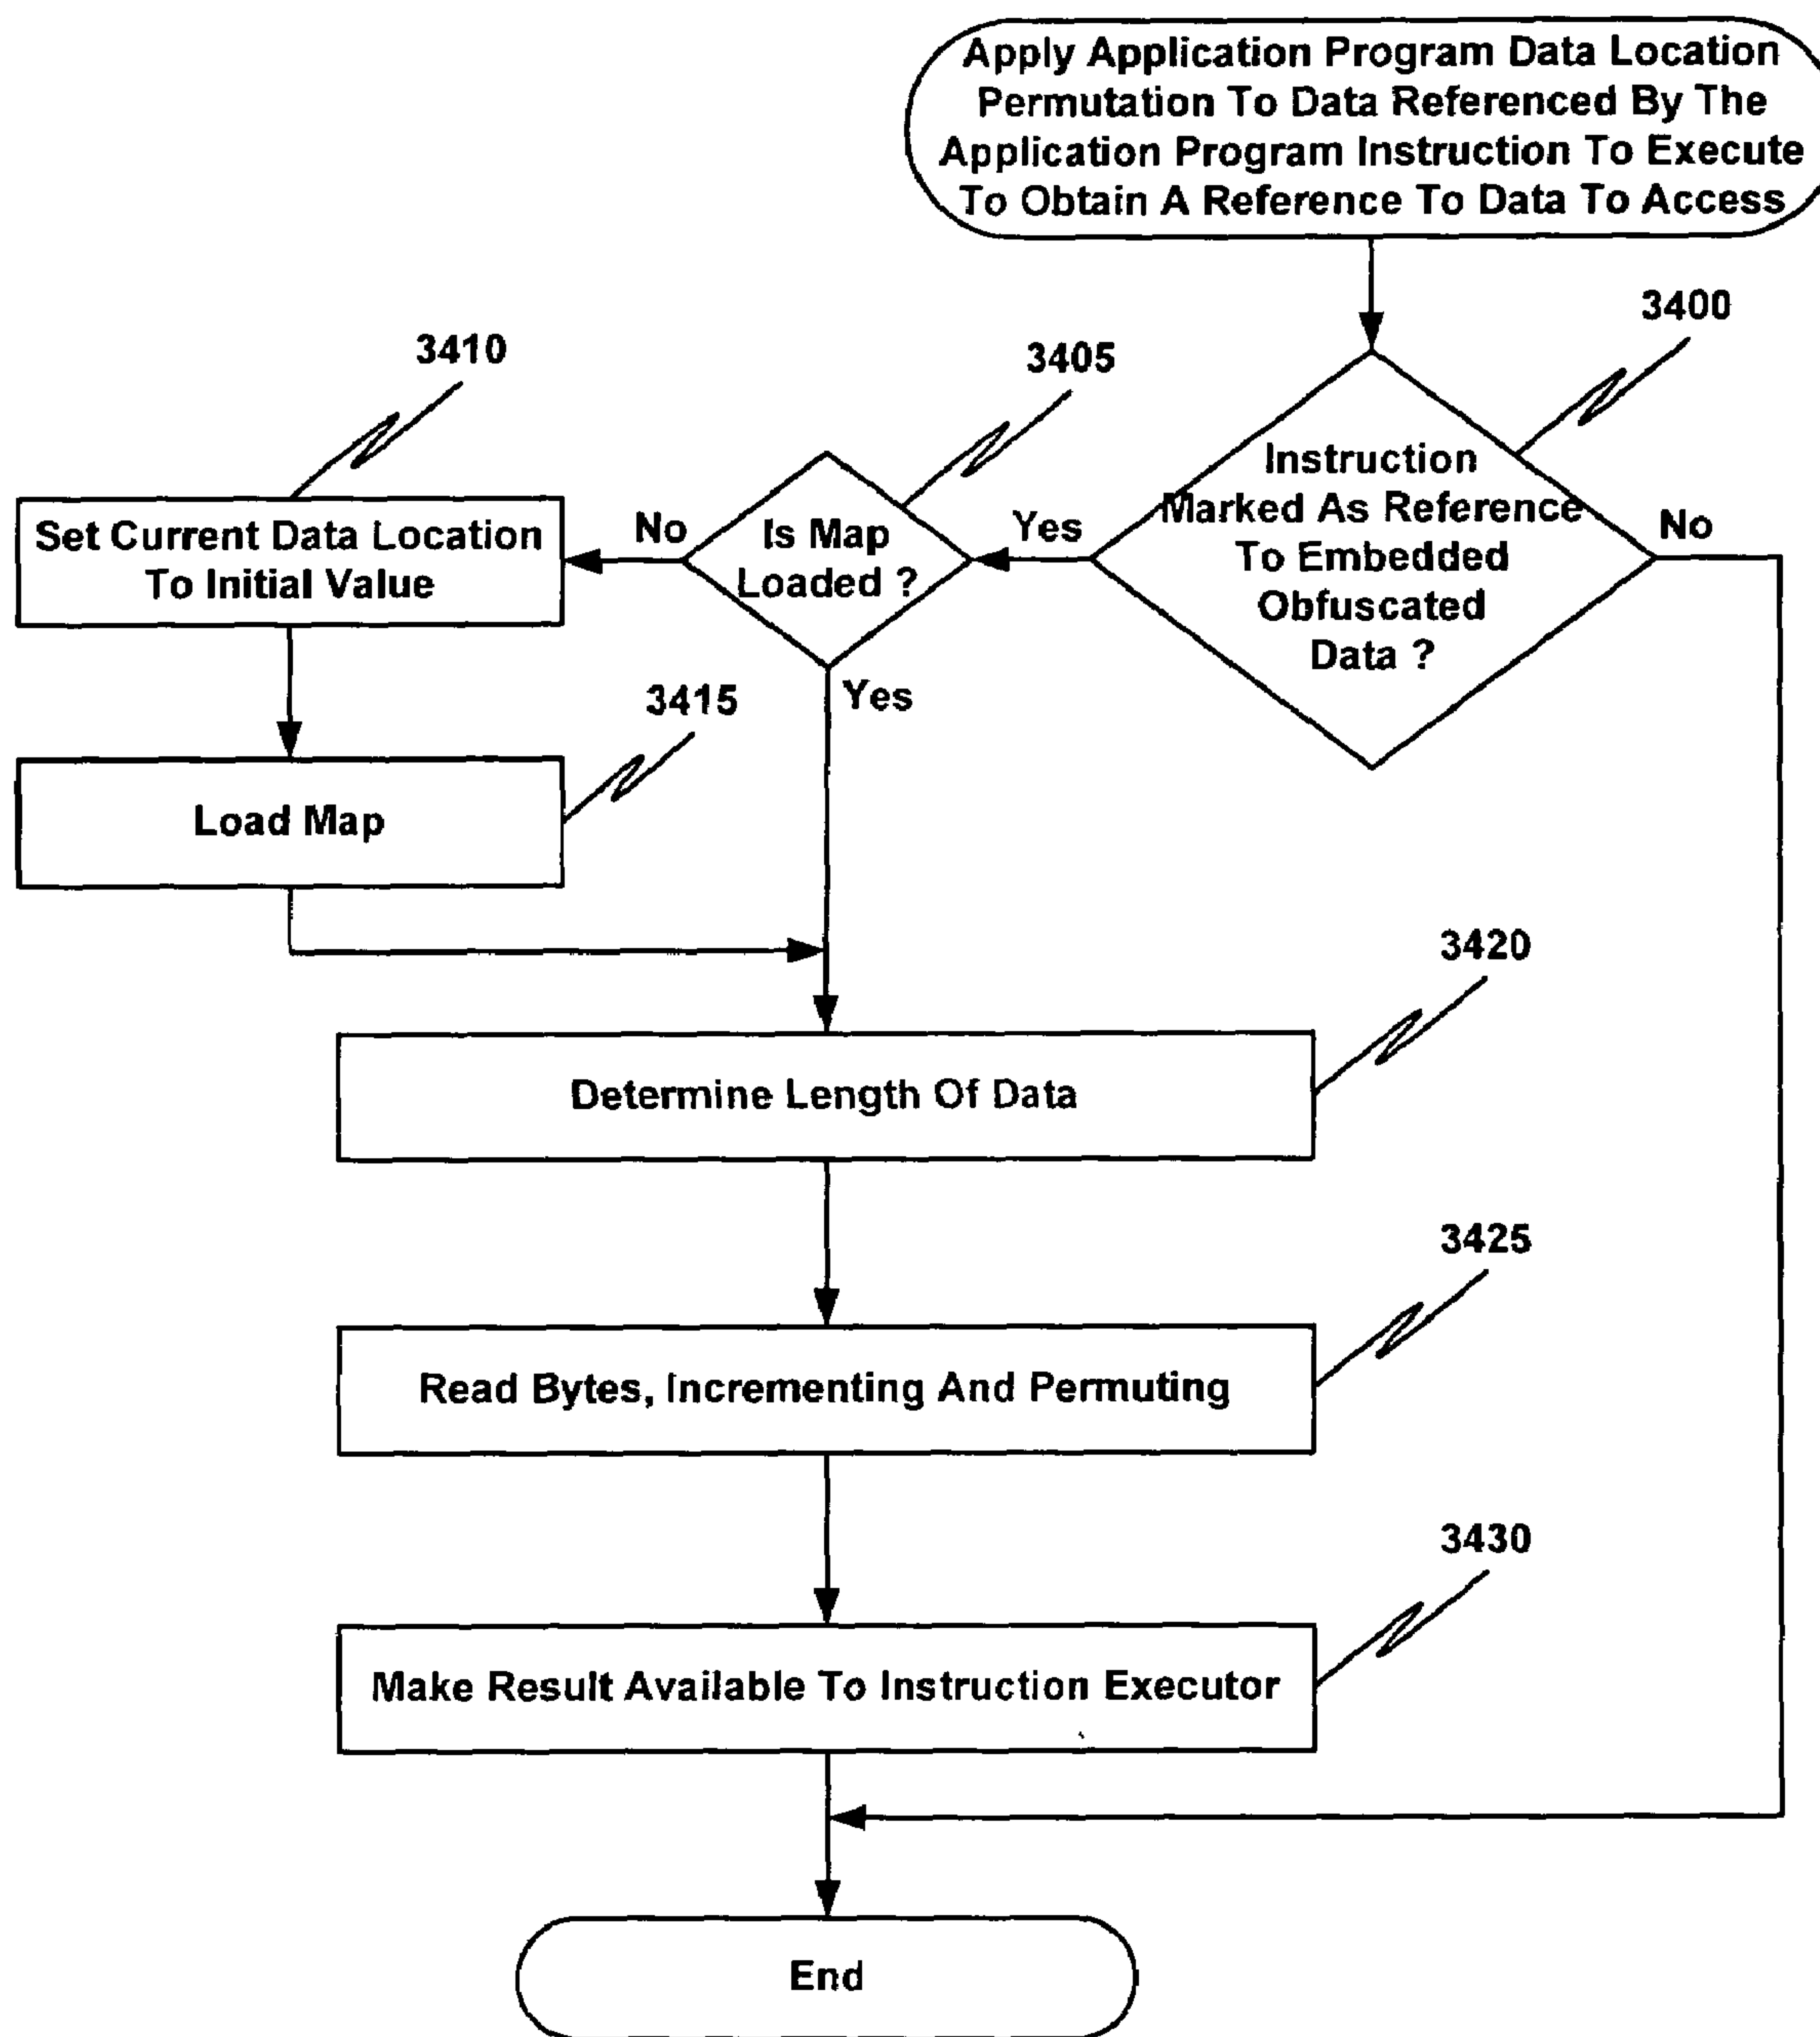 Apply Application Program Data Location
Permutation To Data Referenced By The
Application Program Instruction To Execute
To Obtain A Reference To Data To Access
3400
3405
3410
Instruction
Marked As Reference
To Embedded
Obfuscated
Data ?
No
Yes
Is Map
Loaded ?
No
Yes
Set Current Data Location
To Initial Value
3415
Load Map
3420
Determine Length Of Data
3425
Read Bytes, Incrementing And Permuting
3430
Make Result Available To Instruction Executor
End